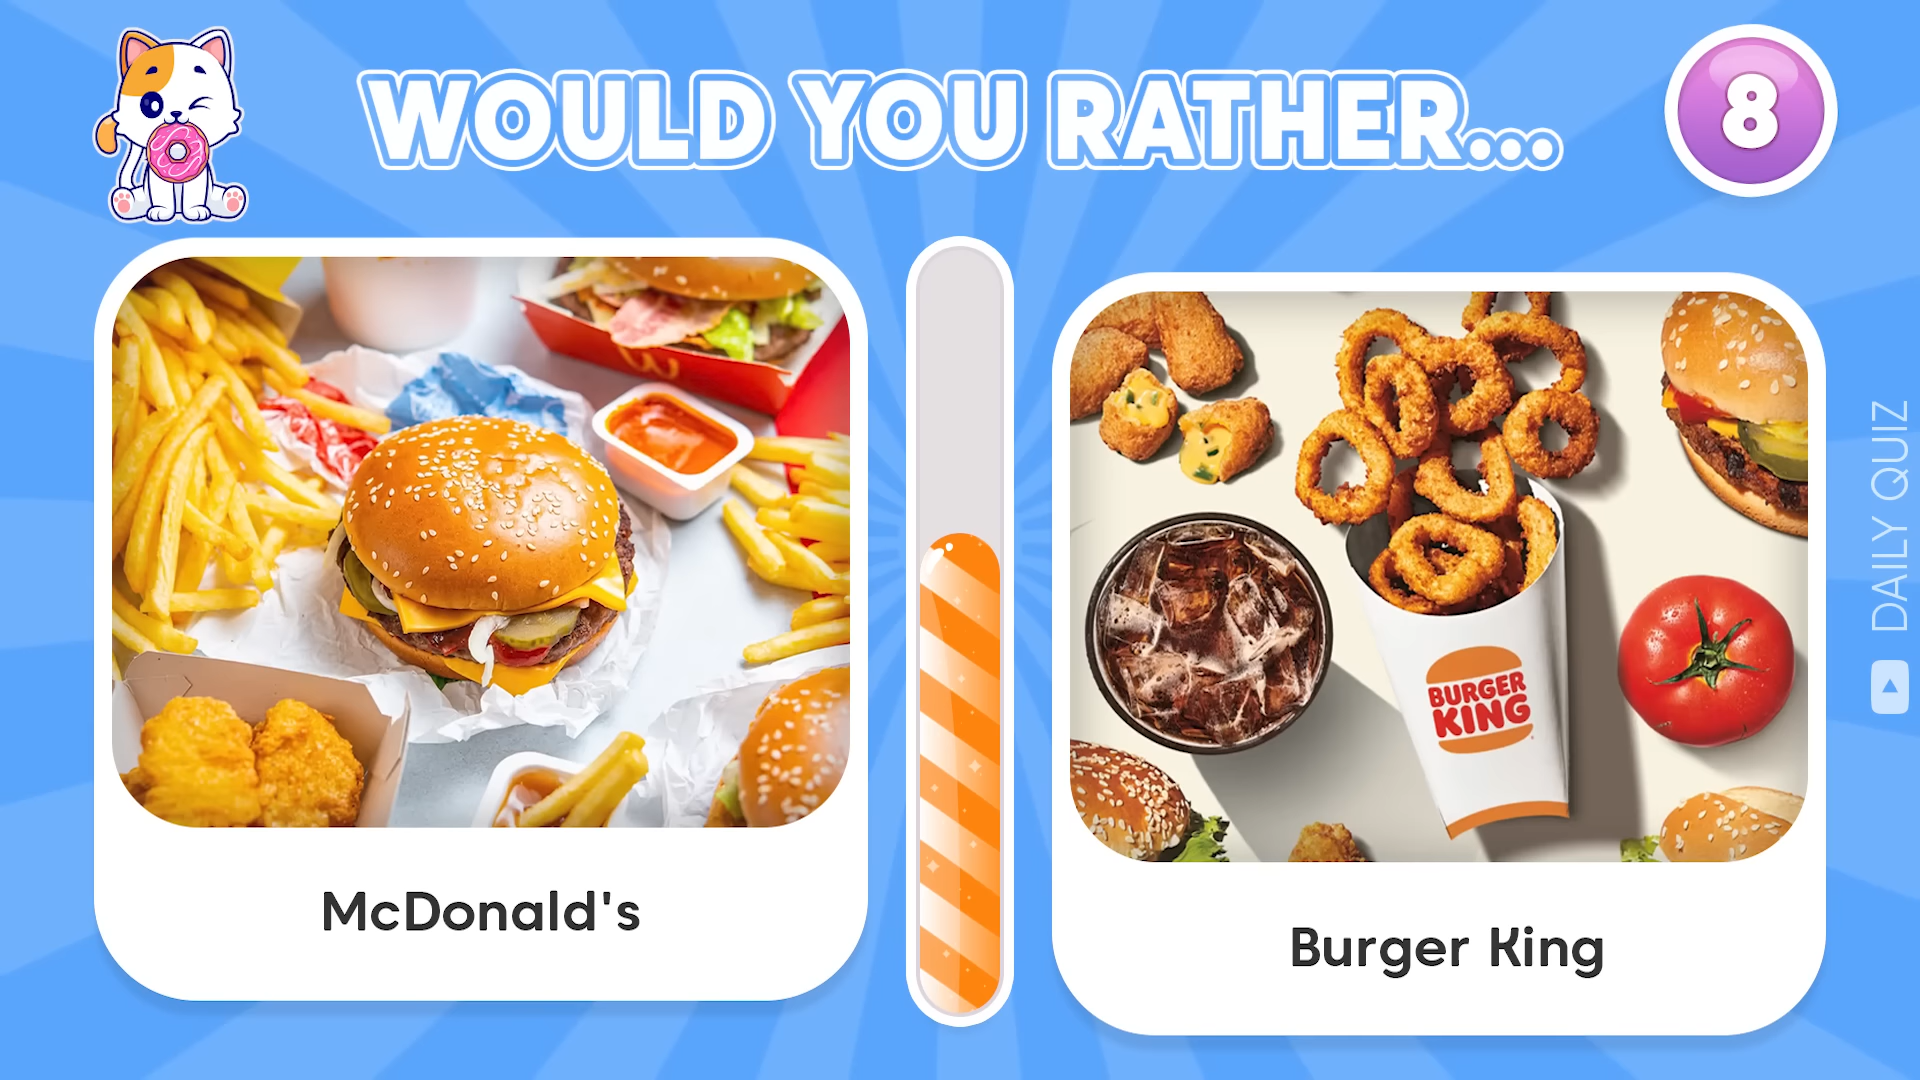 WOULD YOU RATHER...
8
BURGER
KING
McDonald's
Burger King
DAILY QUIZ